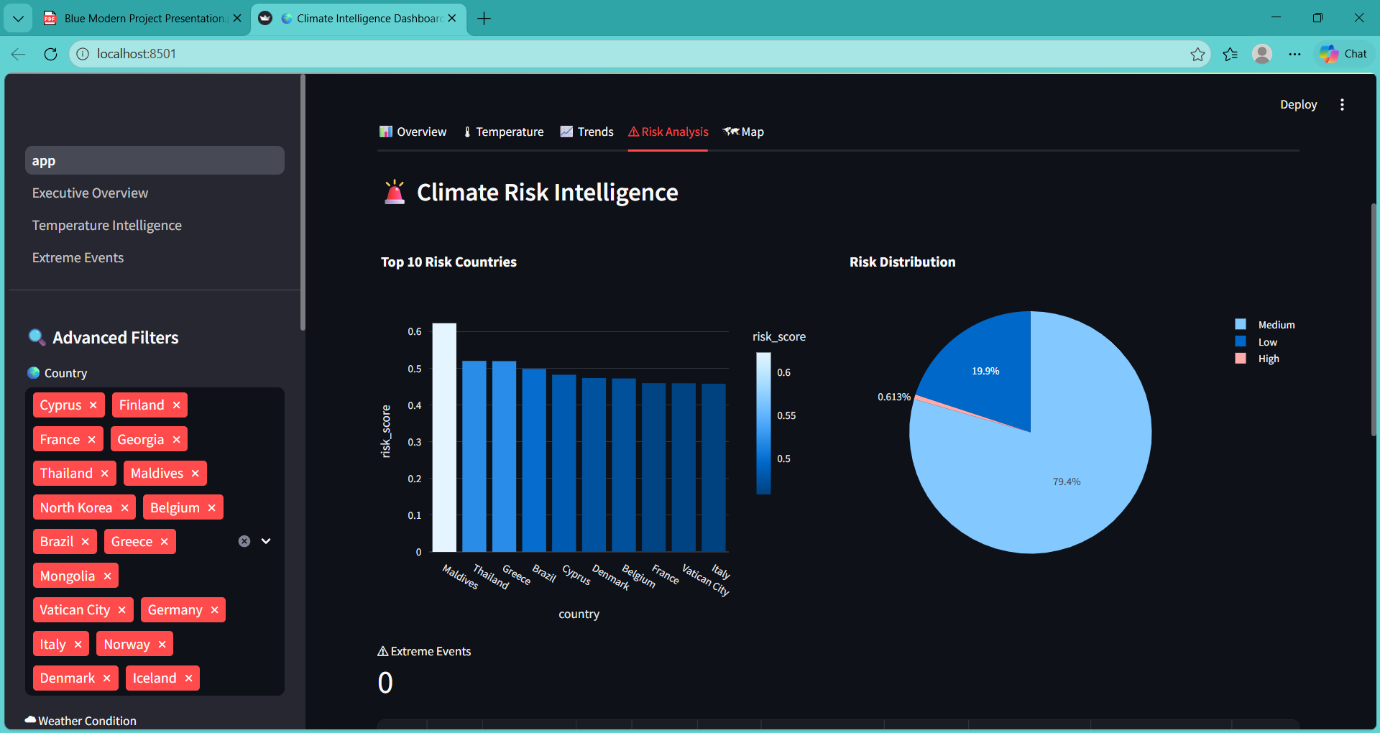 Blue Modern Project Presentation.
Climate Intelligence Dashboard
localhost:8501
Chat
Deploy
app
Executive Overview
Temperature Intelligence
Extreme Events
Advanced Filters
Country
Cyprus × Finland ×
France × Georgia ×
Thailand × Maldives ×
North Korea × Belgium ×
Brazil × Greece ×
Mongolia ×
Vatican City × Germany ×
Italy × Norway ×
Denmark × Iceland ×
Weather Condition
Overview Temperature Trends Risk Analysis Map
Climate Risk Intelligence
Top 10 Risk Countries
risk_score
0.6
0.5
0.4
0.3
0.2
0.1
0
Maldives
Thailand
Greece
Brazil
Cyprus
Denmark
Belgium
France
Vatican City
Italy
country
risk_score
0.6
0.55
0.5
Risk Distribution
19.9%
0.613%
79.4%
Medium
Low
High
Extreme Events
0